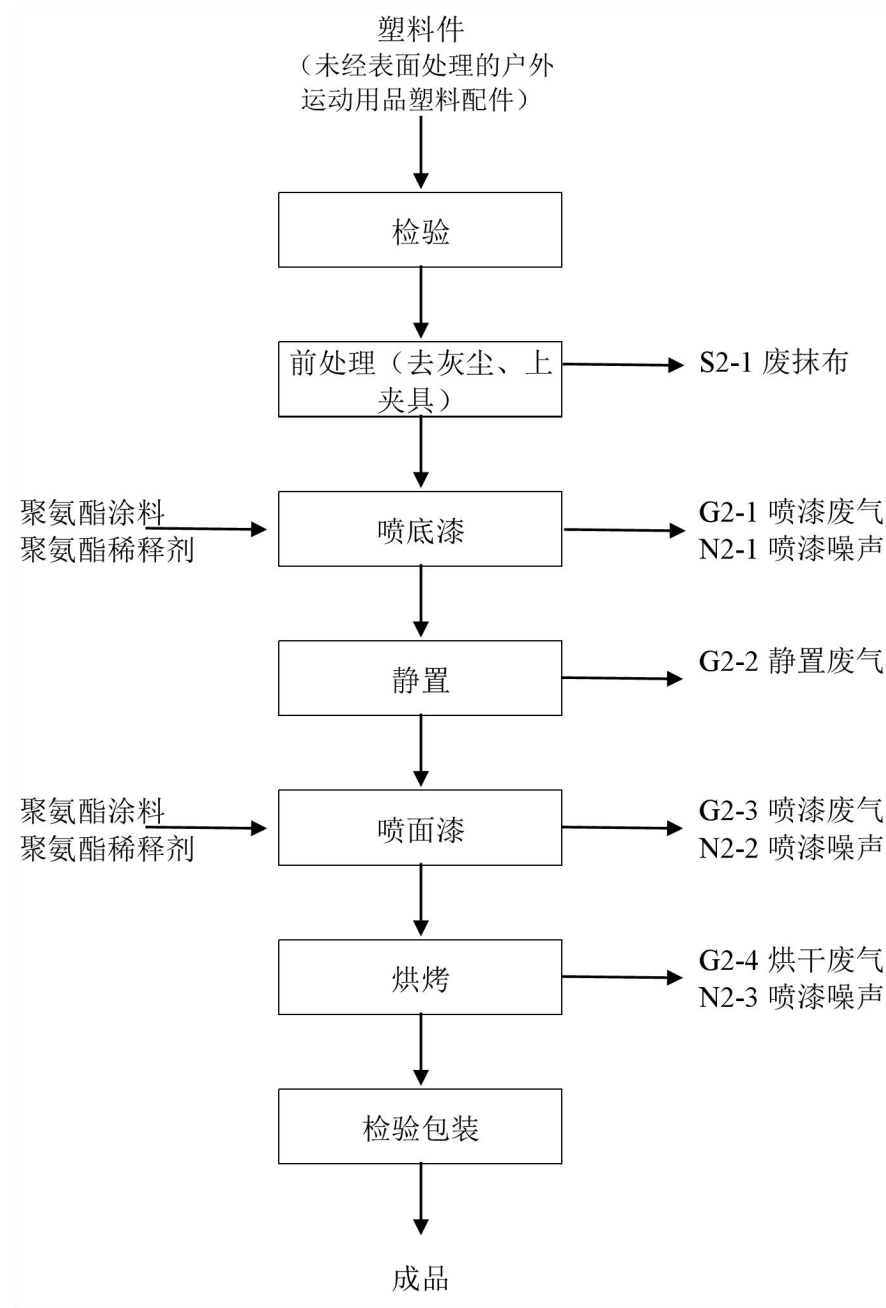 塑料件
（未经表面处理的户外
运动用品塑料配件）
检验
前处理（去灰尘、上
夹具）
S2-1 废抹布
聚氨酯涂料
聚氨酯稀释剂
喷底漆
G2-1 喷漆废气
N2-1 喷漆噪声
静置
G2-2 静置废气
聚氨酯涂料
聚氨酯稀释剂
喷面漆
G2-3 喷漆废气
N2-2 喷漆噪声
烘烤
G2-4 烘干废气
N2-3 喷漆噪声
检验包装
成品